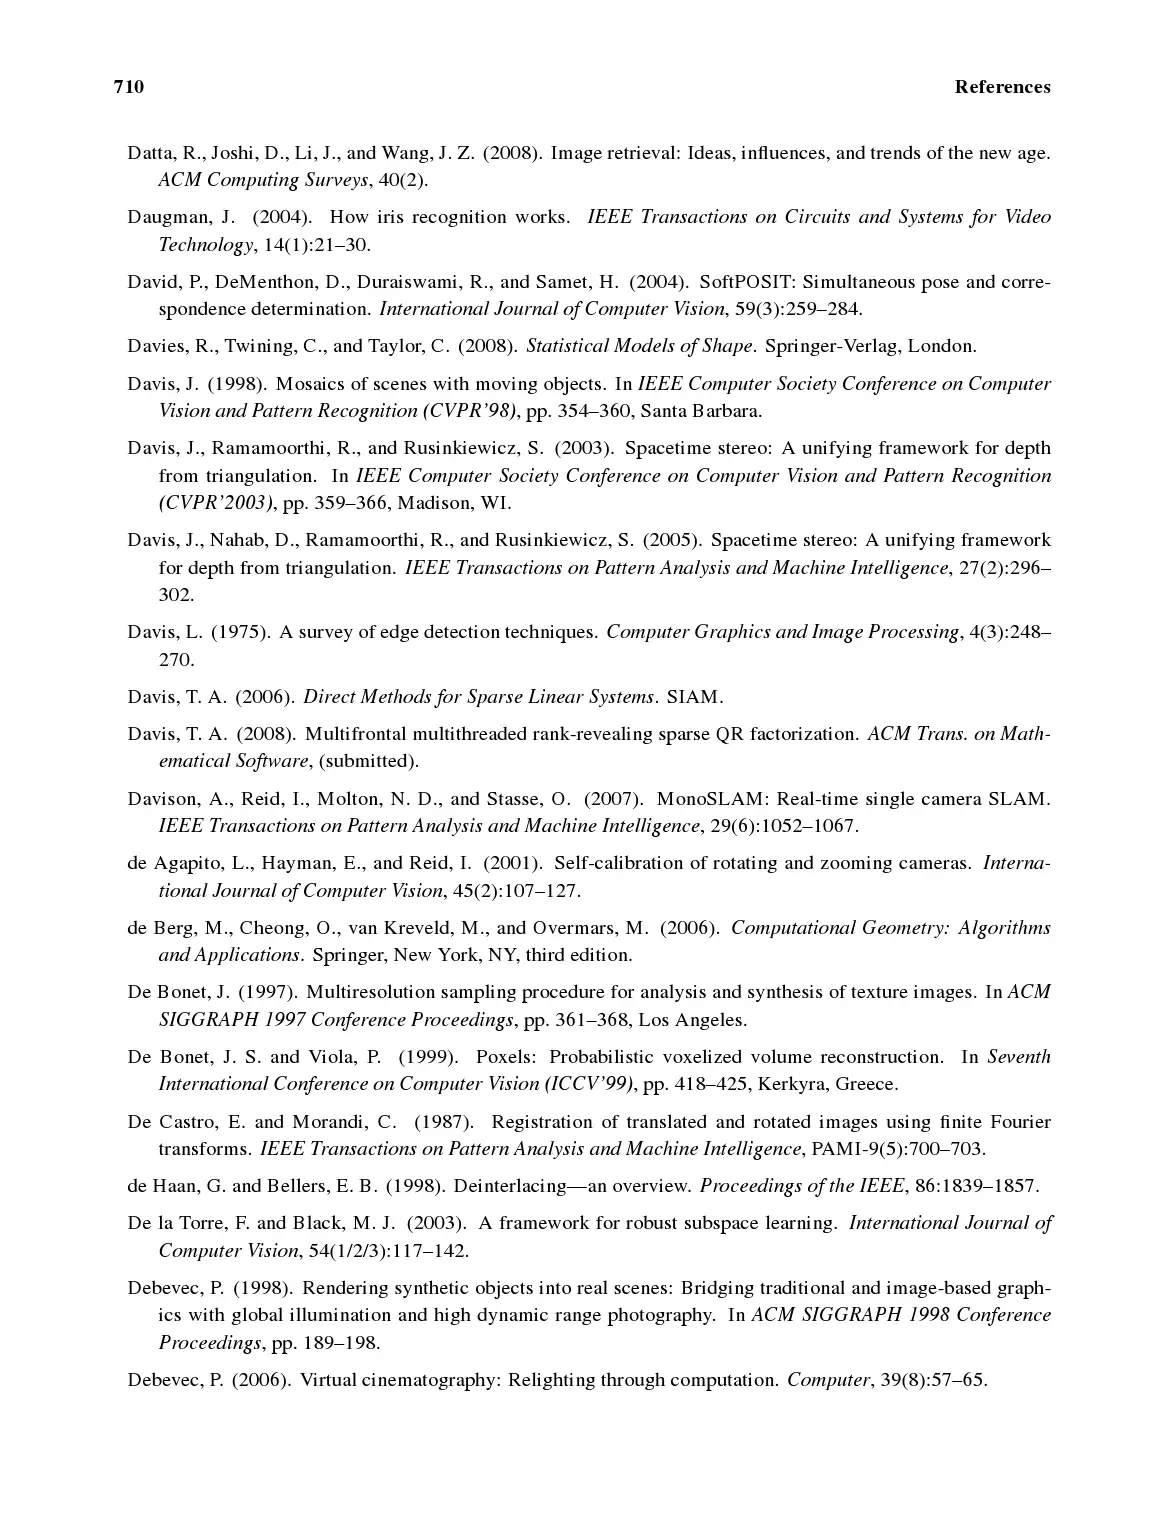 710 References
Datta, R., Joshi, D., Li, J., and Wang, J. Z. (2008). Image retrieval: Ideas, influences, and trends of the new age.
ACM Computing Surveys, 40(2).
Daugman, J. (2004). How iris recognition works. IEEE Transactions on Circuits and Systems for Video
Technology, 14(1):21–30.
David, P., DeMenthon, D., Duraiswami, R., and Samet, H. (2004). SoftPOSIT: Simultaneous pose and corre-
spondence determination. International Journal of Computer Vision, 59(3):259–284.
Davies, R., Twining, C., and Taylor, C. (2008). Statistical Models of Shape. Springer-Verlag, London.
Davis, J. (1998). Mosaics of scenes with moving objects. In IEEE Computer Society Conference on Computer
Vision and Pattern Recognition (CVPR’98), pp. 354–360, Santa Barbara.
Davis, J., Ramamoorthi, R., and Rusinkiewicz, S. (2003). Spacetime stereo: A unifying framework for depth
from triangulation. In IEEE Computer Society Conference on Computer Vision and Pattern Recognition
(CVPR’2003), pp. 359–366, Madison, WI.
Davis, J., Nahab, D., Ramamoorthi, R., and Rusinkiewicz, S. (2005). Spacetime stereo: A unifying framework
for depth from triangulation. IEEE Transactions on Pattern Analysis and Machine Intelligence, 27(2):296–
302.
Davis, L. (1975). A survey of edge detection techniques. Computer Graphics and Image Processing, 4(3):248–
270.
Davis, T. A. (2006). Direct Methods for Sparse Linear Systems. SIAM.
Davis, T. A. (2008). Multifrontal multithreaded rank-revealing sparse QR factorization. ACM Trans. on Math-
ematical Software, (submitted).
Davison, A., Reid, I., Molton, N. D., and Stasse, O. (2007). MonoSLAM: Real-time single camera SLAM.
IEEE Transactions on Pattern Analysis and Machine Intelligence, 29(6):1052–1067.
de Agapito, L., Hayman, E., and Reid, I. (2001). Self-calibration of rotating and zooming cameras. Interna-
tional Journal of Computer Vision, 45(2):107–127.
de Berg, M., Cheong, O., van Kreveld, M., and Overmars, M. (2006). Computational Geometry: Algorithms
and Applications. Springer, New York, NY, third edition.
De Bonet, J. (1997). Multiresolution sampling procedure for analysis and synthesis of texture images. In ACM
SIGGRAPH 1997 Conference Proceedings, pp. 361–368, Los Angeles.
De Bonet, J. S. and Viola, P. (1999). Poxels: Probabilistic voxelized volume reconstruction. In Seventh
International Conference on Computer Vision (ICCV’99), pp. 418–425, Kerkyra, Greece.
De Castro, E. and Morandi, C. (1987). Registration of translated and rotated images using finite Fourier
transforms. IEEE Transactions on Pattern Analysis and Machine Intelligence, PAMI-9(5):700–703.
de Haan, G. and Bellers, E. B. (1998). Deinterlacing—an overview. Proceedings of the IEEE, 86:1839–1857.
De la Torre, F. and Black, M. J. (2003). A framework for robust subspace learning. International Journal of
Computer Vision, 54(1/2/3):117–142.
Debevec, P. (1998). Rendering synthetic objects into real scenes: Bridging traditional and image-based graph-
ics with global illumination and high dynamic range photography. In ACM SIGGRAPH 1998 Conference
Proceedings, pp. 189–198.
Debevec, P. (2006). Virtual cinematography: Relighting through computation. Computer, 39(8):57–65.